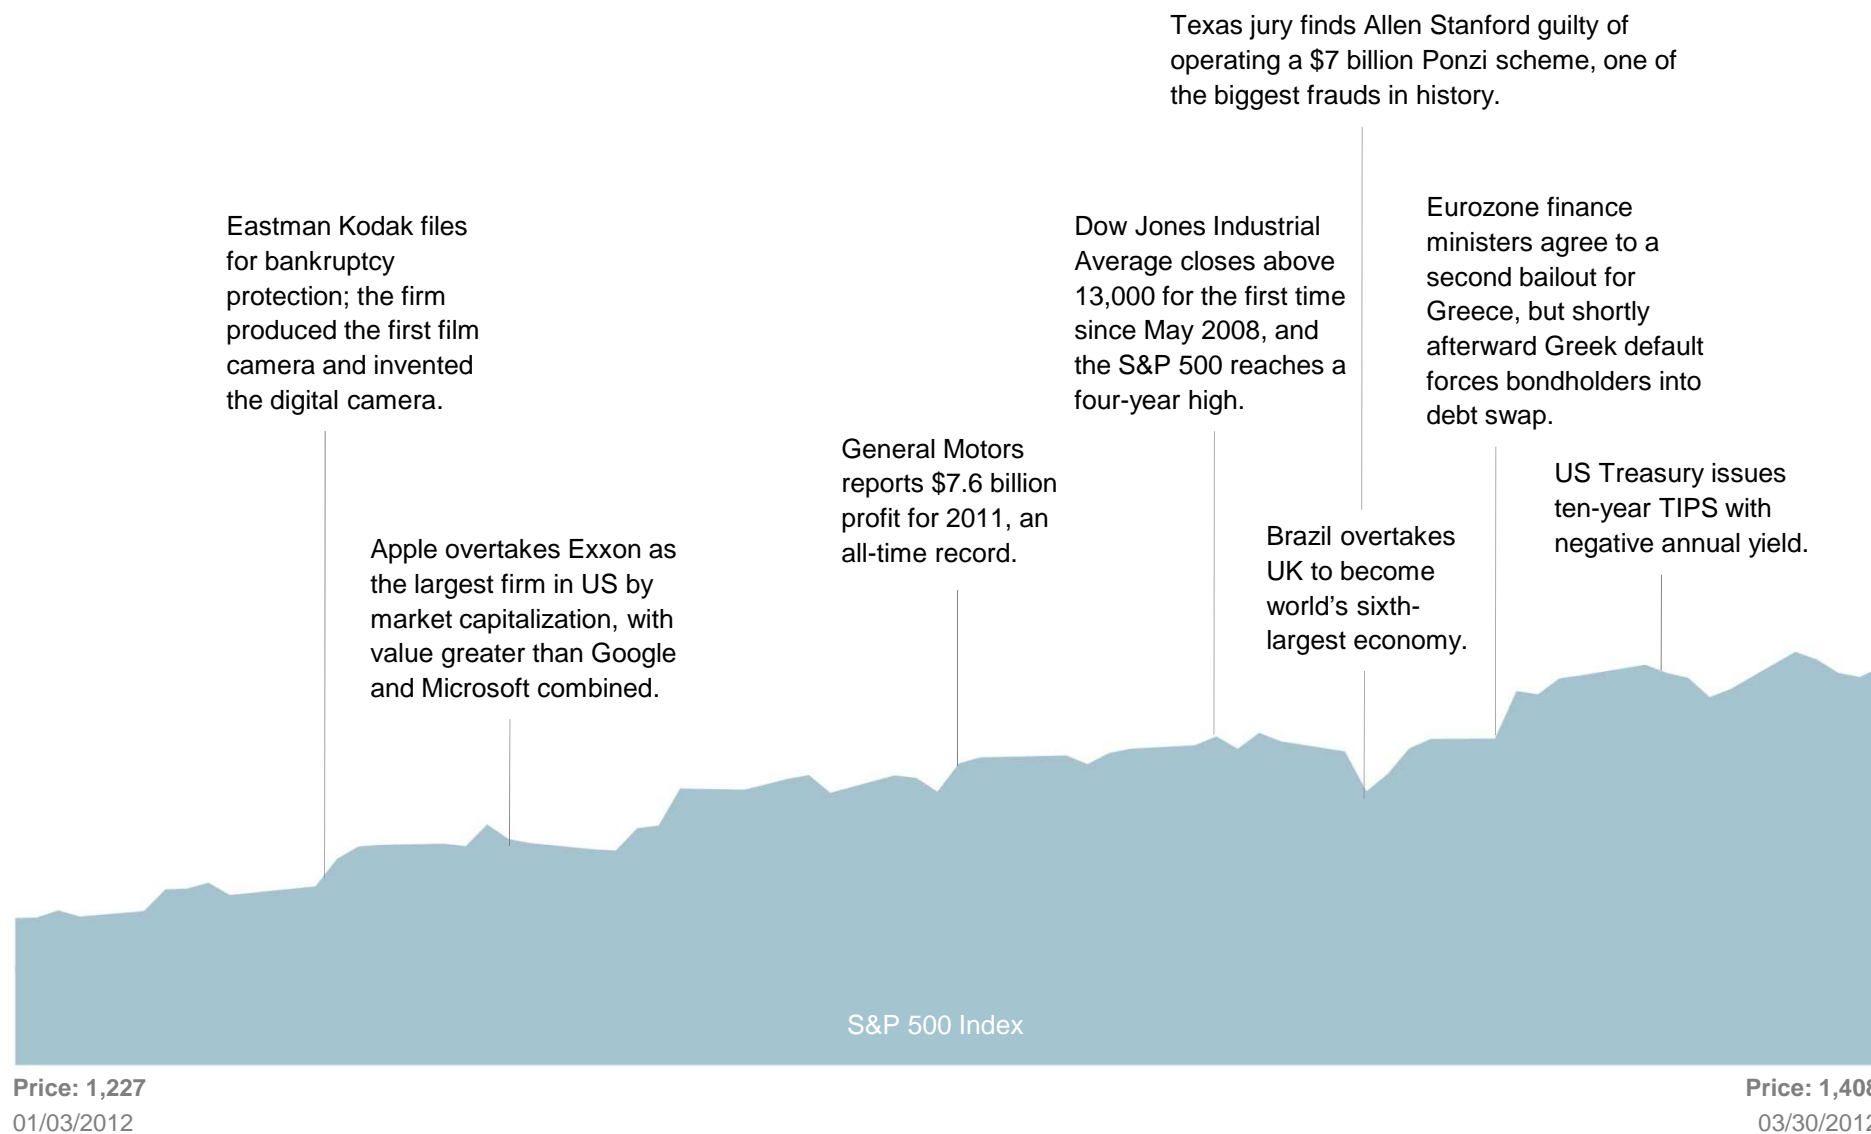 Texas jury finds Allen Stanford guilty of
operating a $7 billion Ponzi scheme, one of
the biggest frauds in history.
Eastman Kodak files
for bankruptcy
protection; the firm
produced the first film
camera and invented
the digital camera.
Apple overtakes Exxon as
the largest firm in US by
market capitalization, with
value greater than Google
and Microsoft combined.
General Motors
reports $7.6 billion
profit for 2011, an
all-time record.
Dow Jones Industrial
Average closes above
13,000 for the first time
since May 2008, and
the S&P 500 reaches a
four-year high.
Brazil overtakes
UK to become
world’s sixth-
largest economy.
Eurozone finance
ministers agree to a
second bailout for
Greece, but shortly
afterward Greek default
forces bondholders into
debt swap.
US Treasury issues
ten-year TIPS with
negative annual yield.
S&P 500 Index
Price: 1,227
01/03/2012
Price: 1,408
03/30/2012